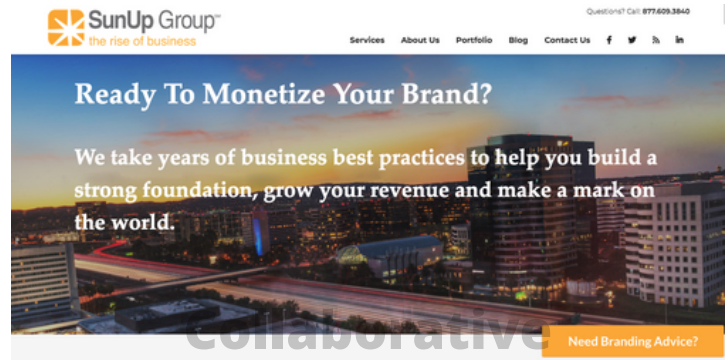 Questions? Call: 877.609.3840
SunUp Group™
the rise of business
Services About Us Portfolio Blog Contact Us
Ready To Monetize Your Brand?
We take years of business best practices to help you build a
strong foundation, grow your revenue and make a mark on
the world.
Collaborative
Need Branding Advice?